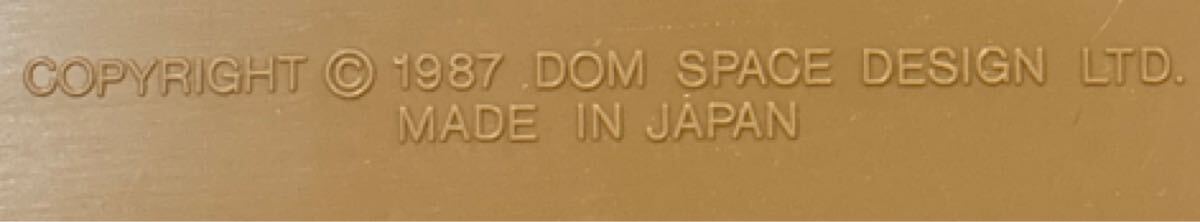 COPYRIGHT © 1987 DOM SPACE DESIGN LTD.
MADE IN JAPAN